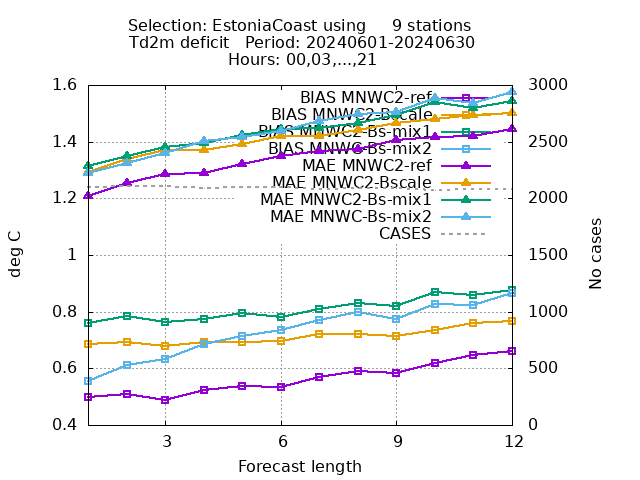 Selection: EstoniaCoast using 9 stations
Td2m deficit Period: 20240601-20240630
Hours: 00,03,...,21
1.6
1.4
1.2
1
0.8
0.6
0.4
deg C
3000
2500
2000
1500
1000
500
0
No cases
BIAS MNWC2-ref
BIAS MNWC2-Bscale
BIAS MNWC2-Bs-mix1
BIAS MNWC-Bs-mix2
MAE MNWC2-ref
MAE MNWC2-Bscale
MAE MNWC2-Bs-mix1
MAE MNWC-Bs-mix2
CASES
3
6
9
12
Forecast length